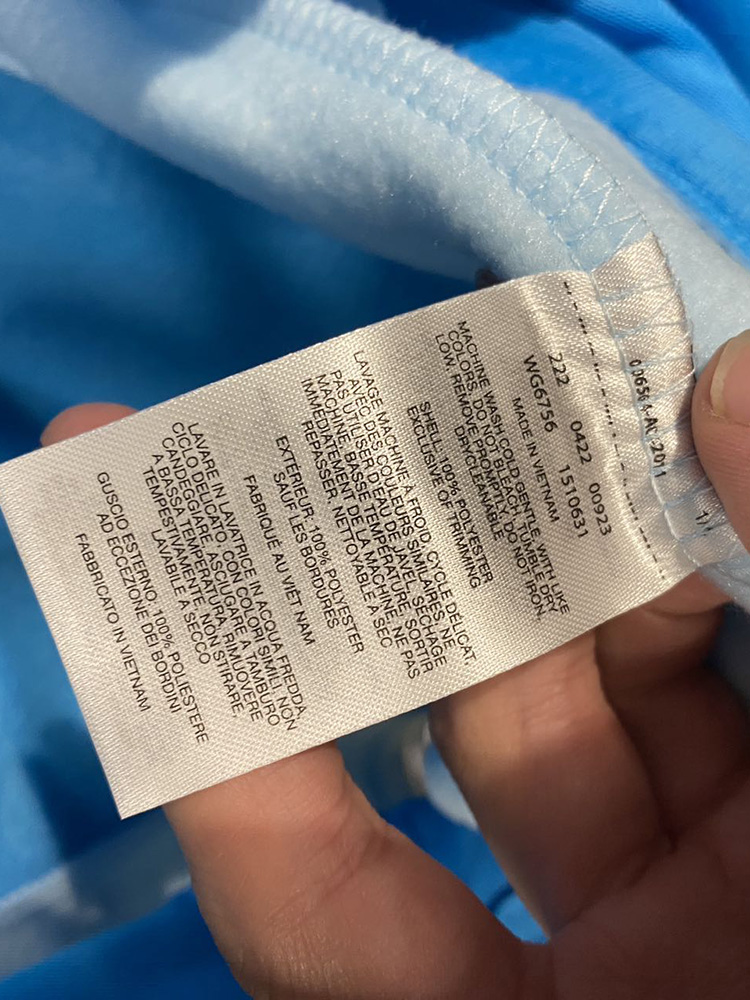 222 0422 00923
WG6756 1510631
MADE IN VIETNAM
MACHINE WASH COLD GENTLE WITH LIKE
COLORS. DO NOT BLEACH. TUMBLE DRY
LOW. REMOVE PROMPTLY. DO NOT IRON.
DRYCLEANABLE
SHELL: 100% POLYESTER
EXCLUSIVE OF TRIMMING
LAVAGE MACHINE À FROID, CYCLE DÉLICAT,
AVEC DES COULEURS SIMILAIRES. NE
PAS UTILISER D'EAU DE JAVEL. SÉCHAGE
MACHINE, BASSE TEMPÉRATURE. SORTIR
IMMÉDIATEMENT DE LA MACHINE. NE PAS
REPASSER. NETTOYABLE À SEC
EXTÉRIEUR: 100% POLYESTER
SAUF LES BORDURES
FABRIQUÉ AU VIÊT NAM
LAVARE IN LAVATRICE IN ACQUA FREDDA,
CICLO DELICATO, CON COLORI SIMILI. NON
CANDEGGIARE. ASCIUGARE A TAMBURO
A BASSA TEMPERATURA. RIMUOVERE
TEMPESTIVAMENTE. NON STIRARE.
LAVABILE A SECCO
GUSCIO ESTERNO: 100% POLIESTERE
AD ECCEZIONE DEI BORDINI
FABBRICATO IN VIETNAM